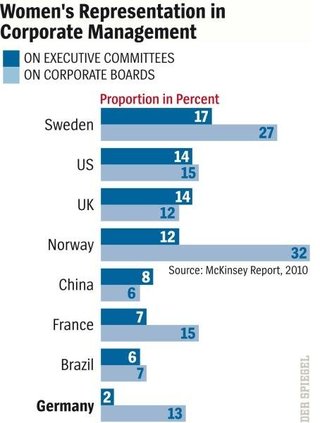 Women's Representation in
Corporate Management
ON EXECUTIVE COMMITTEES
ON CORPORATE BOARDS
Proportion in Percent
Sweden 17
27
US 14
15
UK 14
12
Norway 12
32
Source: McKinsey Report, 2010
China 8
6
France 7
15
Brazil 6
7
Germany 2
13
DER SPIEGEL